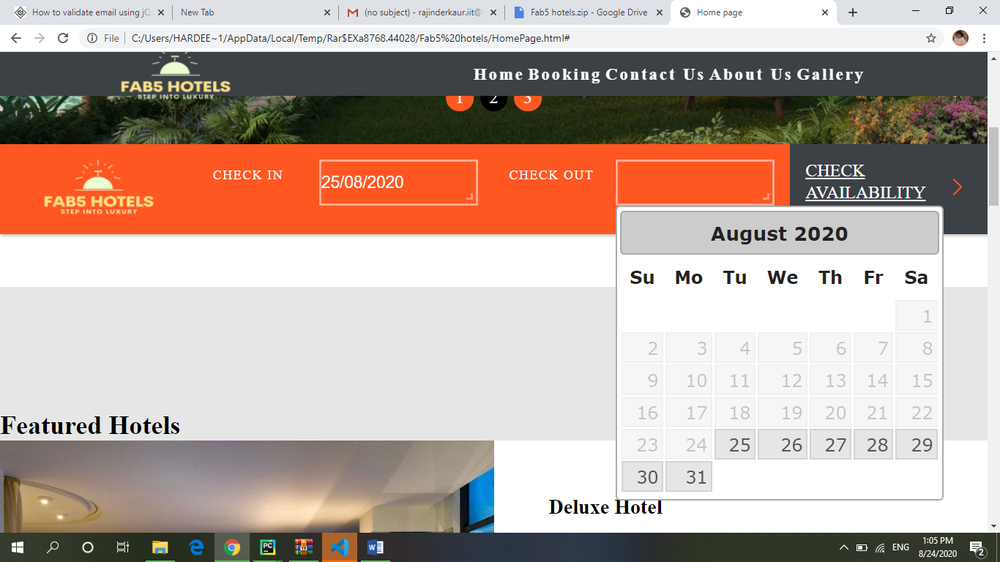 How to validate email using jQ
New Tab
(no subject) - rajinderkaur.iit@
Fab5 hotels.zip - Google Drive
Home page
File
C:/Users/HARDEE~1/AppData/Local/Temp/Rar$EXa8768.44028/Fab5%20hotels/HomePage.html#
FAB5 HOTELS
STEP INTO LUXURY
Home Booking Contact Us About Us Gallery
1 2 3
FAB5 HOTELS
STEP INTO LUXURY
CHECK IN
25/08/2020
CHECK OUT
CHECK
AVAILABILITY
August 2020
Su Mo Tu We Th Fr Sa
1
2 3 4 5 6 7 8
9 10 11 12 13 14 15
16 17 18 19 20 21 22
23 24 25 26 27 28 29
30 31
Featured Hotels
Deluxe Hotel
ENG
1:05 PM
8/24/2020
2